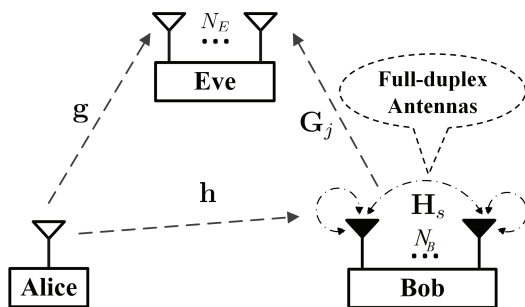 N_E
Eve
Full-duplex
Antennas
g
G_j
h
H_s
N_B
Alice
Bob